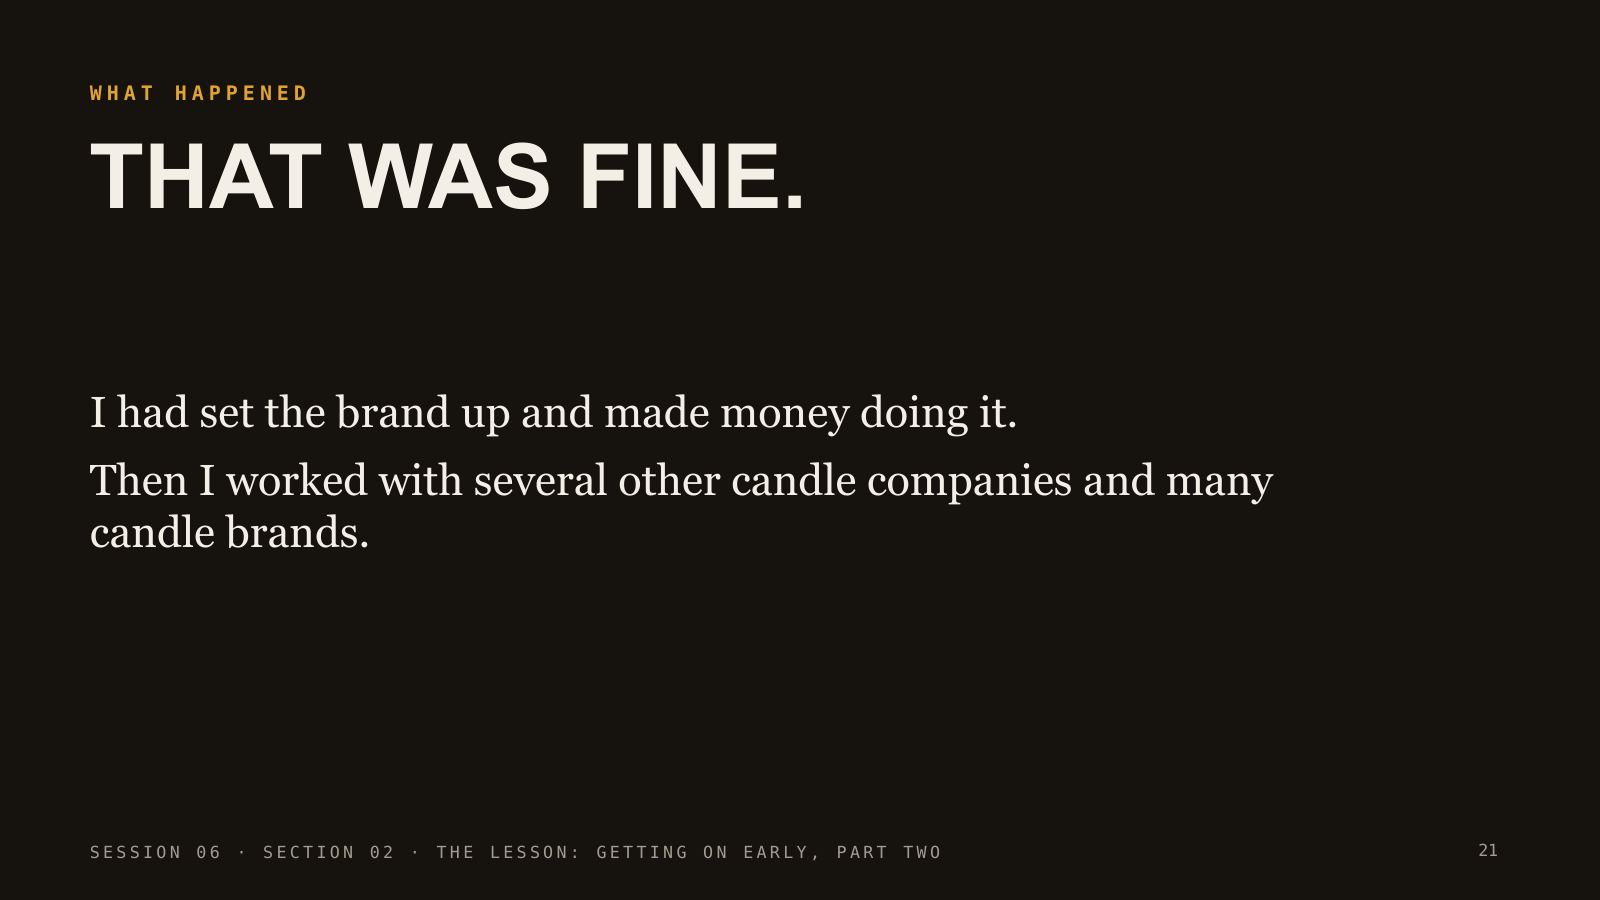 WHAT HAPPENED
THAT WAS FINE.
I had set the brand up and made money doing it.
Then I worked with several other candle companies and many
candle brands.
SESSION 06 · SECTION 02 · THE LESSON: GETTING ON EARLY, PART TWO
21